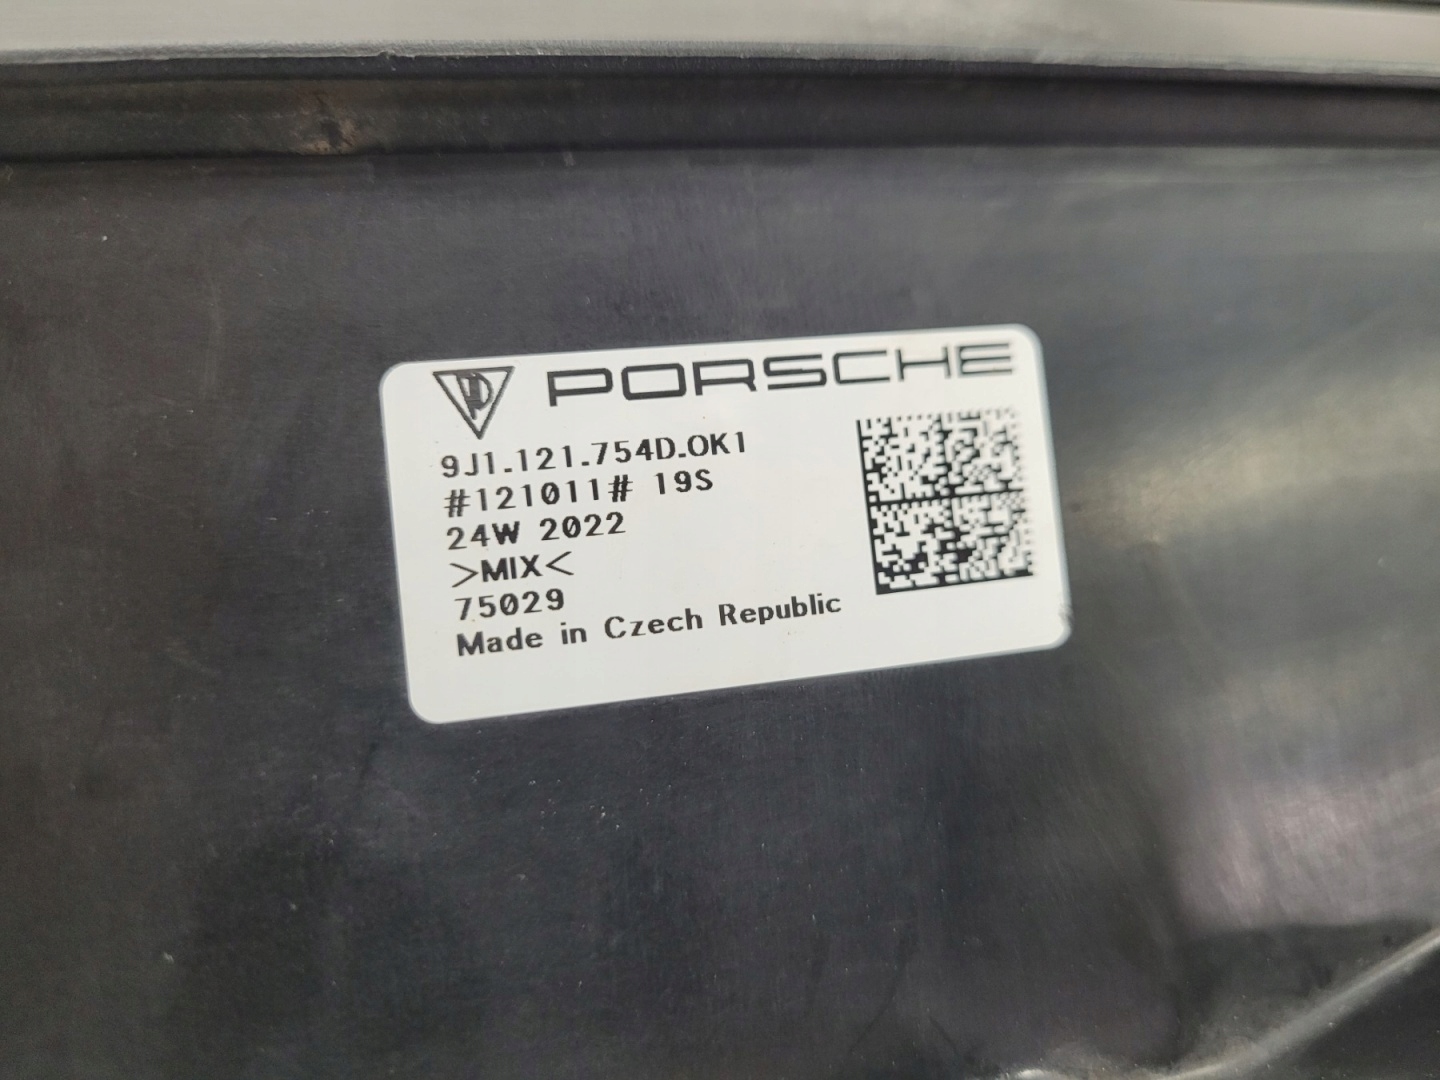 PORSCHE
9J1.121.754D.OK1
#121011# 19S
24W 2022
>MIX<
75029
Made in Czech Republic